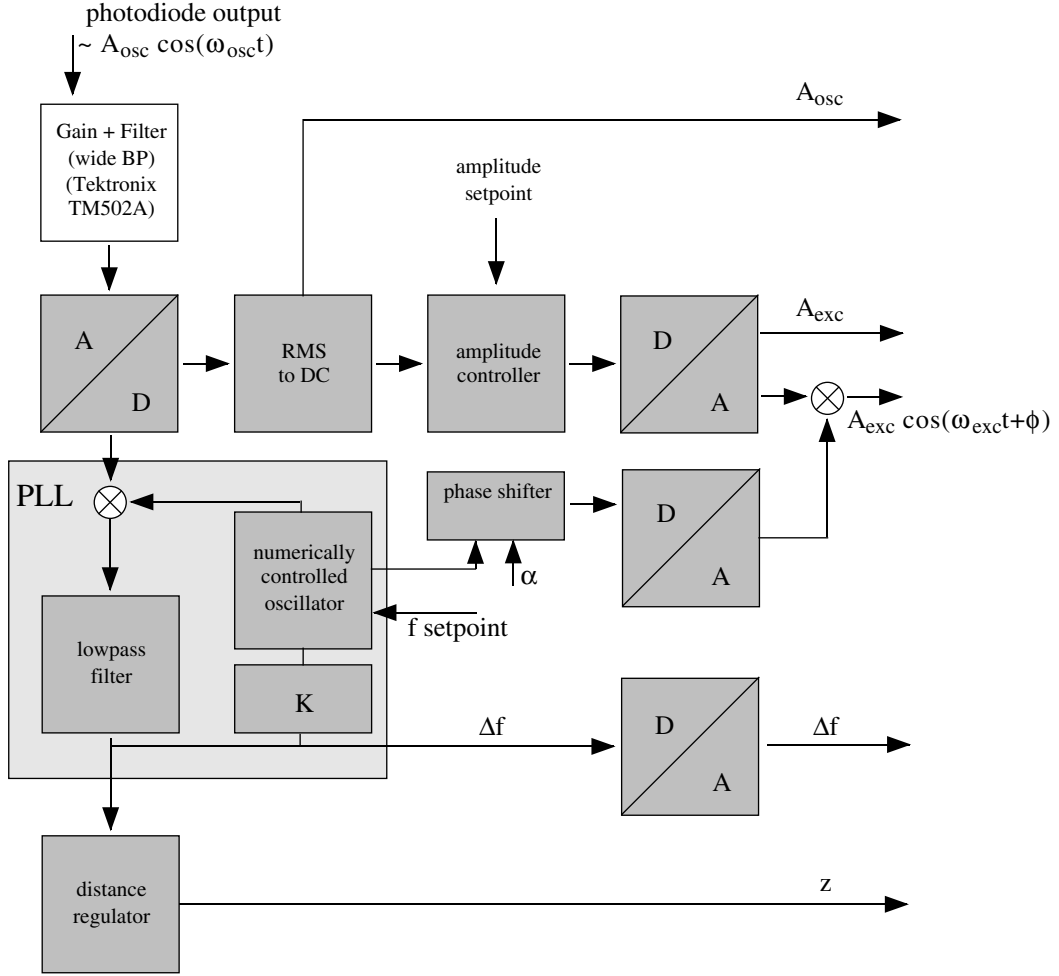 photodiode output
~ A_osc cos(ω_osc t)
Gain + Filter
(wide BP)
(Tektronix
TM502A)
A_osc
amplitude
setpoint
A
D
RMS
to DC
amplitude
controller
D
A
A_exc
A_exc cos(ω_exc t+ϕ)
PLL
phase shifter
D
A
numerically
controlled
oscillator
α
f setpoint
lowpass
filter
K
Δf
D
A
Δf
distance
regulator
z